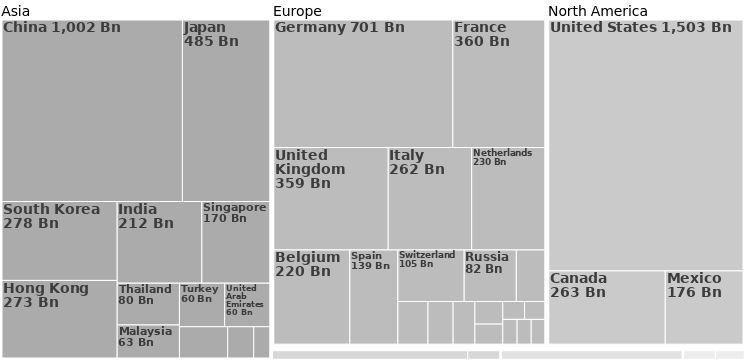 Asia
China 1,002 Bn
Japan
485 Bn
South Korea
278 Bn
India
212 Bn
Singapore
170 Bn
Hong Kong
273 Bn
Thailand
80 Bn
Turkey
60 Bn
United
Arab
Emirates
60 Bn
Malaysia
63 Bn
Europe
Germany 701 Bn
France
360 Bn
United
Kingdom
359 Bn
Italy
262 Bn
Netherlands
230 Bn
Belgium
220 Bn
Spain
139 Bn
Switzerland
105 Bn
Russia
82 Bn
North America
United States 1,503 Bn
Canada
263 Bn
Mexico
176 Bn